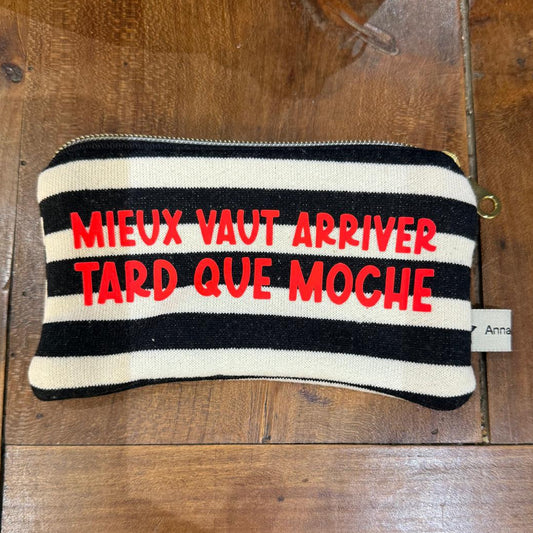 MIEUX VAUT ARRIVER
TARD QUE MOCHE
Anna